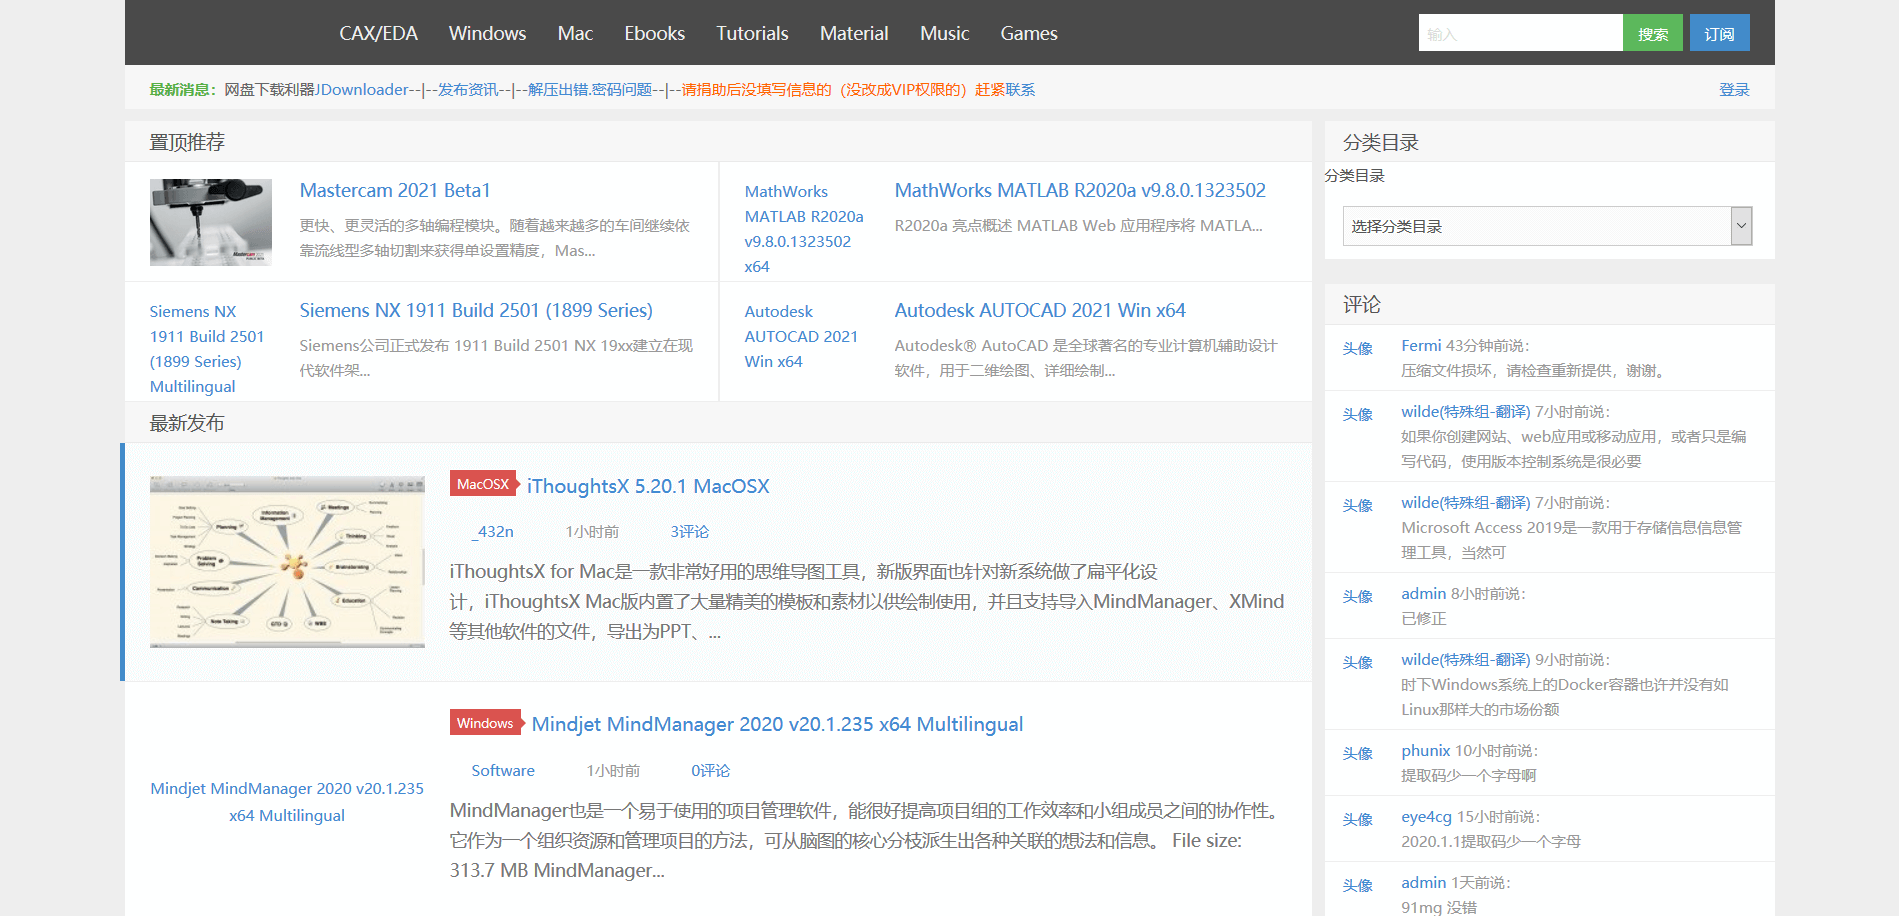 CAX/EDA Windows Mac Ebooks Tutorials Material Music Games 输入 搜索 订阅
最新消息：网盘下载利器JDownloader--|--发布资讯--|--解压出错.密码问题--|--请捐助后没填写信息的（没改成VIP权限的）赶紧联系 登录
置顶推荐
Mastercam 2021 Beta1
更快、更灵活的多轴编程模块。随着越来越多的车间继续依
靠流线型多轴切割来获得单设置精度，Mas...
MathWorks
MATLAB R2020a
v9.8.0.1323502
x64
MathWorks MATLAB R2020a v9.8.0.1323502
R2020a 亮点概述 MATLAB Web 应用程序将 MATLA...
Siemens NX
1911 Build 2501
(1899 Series)
Multilingual
Siemens NX 1911 Build 2501 (1899 Series)
Siemens公司正式发布 1911 Build 2501 NX 19xx建立在现
代软件架...
Autodesk
AUTOCAD 2021
Win x64
Autodesk AUTOCAD 2021 Win x64
Autodesk® AutoCAD 是全球著名的专业计算机辅助设计
软件，用于二维绘图、详细绘制...
最新发布
MacOSX iThoughtsX 5.20.1 MacOSX
_432n 1小时前 3评论
iThoughtsX for Mac是一款非常好用的思维导图工具，新版界面也针对新系统做了扁平化设
计，iThoughtsX Mac版内置了大量精美的模板和素材以供绘制使用，并且支持导入MindManager、XMind
等其他软件的文件，导出为PPT、...
Mindjet MindManager 2020 v20.1.235
x64 Multilingual
Windows Mindjet MindManager 2020 v20.1.235 x64 Multilingual
Software 1小时前 0评论
MindManager也是一个易于使用的项目管理软件，能很好提高项目组的工作效率和小组成员之间的协作性。
它作为一个组织资源和管理项目的方法，可从脑图的核心分枝派生出各种关联的想法和信息。 File size:
313.7 MB MindManager...
分类目录
分类目录
选择分类目录
评论
头像 Fermi 43分钟前说：
压缩文件损坏，请检查重新提供，谢谢。
头像 wilde(特殊组-翻译) 7小时前说：
如果你创建网站、web应用或移动应用，或者只是编
写代码，使用版本控制系统是很必要
头像 wilde(特殊组-翻译) 7小时前说：
Microsoft Access 2019是一款用于存储信息信息管
理工具，当然可
头像 admin 8小时前说：
已修正
头像 wilde(特殊组-翻译) 9小时前说：
时下Windows系统上的Docker容器也许并没有如
Linux那样大的市场份额
头像 phunix 10小时前说：
提取码少一个字母啊
头像 eye4cg 15小时前说：
2020.1.1提取码少一个字母
头像 admin 1天前说：
91mg 没错